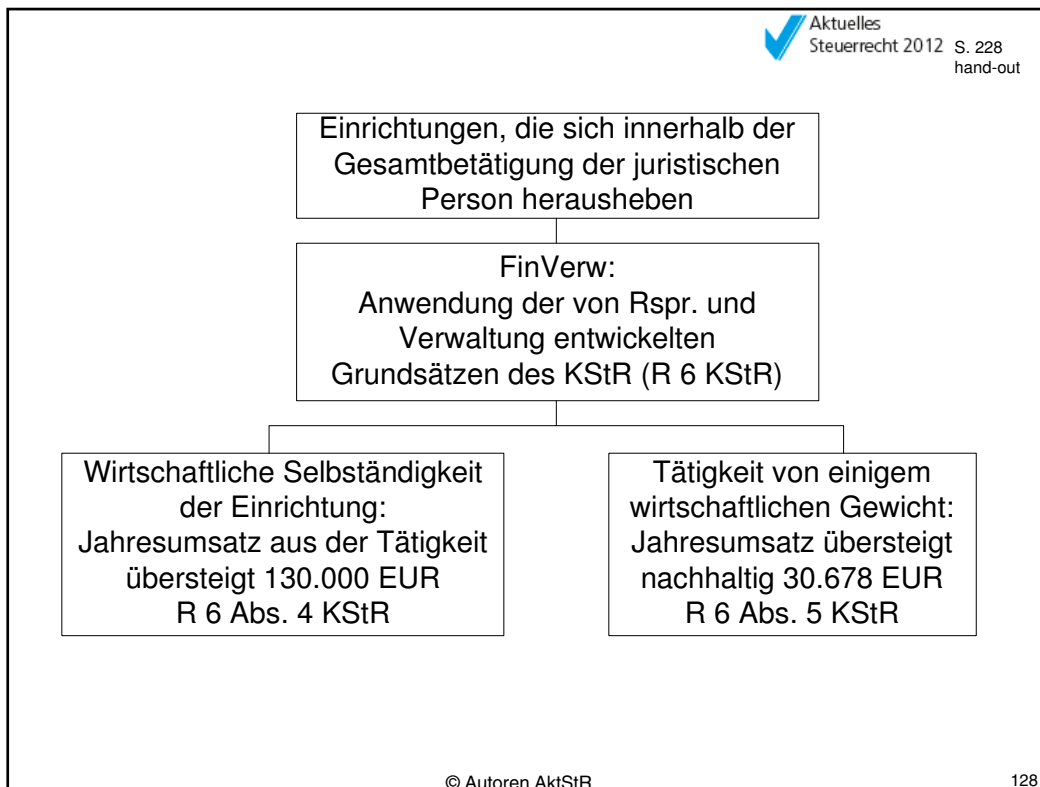 Aktuelles
Steuerrecht 2012 S. 228
hand-out
Einrichtungen, die sich innerhalb der
Gesamtbetätigung der juristischen
Person herausheben
FinVerw:
Anwendung der von Rspr. und
Verwaltung entwickelten
Grundsätzen des KStR (R 6 KStR)
Wirtschaftliche Selbständigkeit
der Einrichtung:
Jahresumsatz aus der Tätigkeit
übersteigt 130.000 EUR
R 6 Abs. 4 KStR
Tätigkeit von einigem
wirtschaftlichen Gewicht:
Jahresumsatz übersteigt
nachhaltig 30.678 EUR
R 6 Abs. 5 KStR
© Autoren AktStR
128